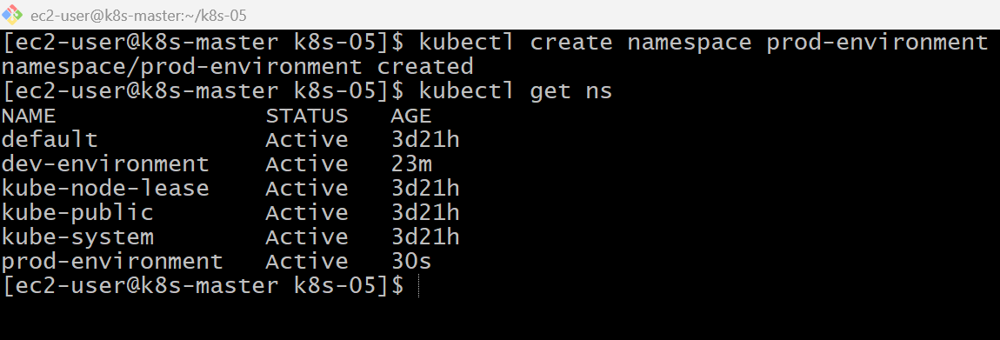 ec2-user@k8s-master:~/k8s-05
[ec2-user@k8s-master k8s-05]$ kubectl create namespace prod-environment
namespace/prod-environment created
[ec2-user@k8s-master k8s-05]$ kubectl get ns
NAME               STATUS   AGE
default            Active   3d21h
dev-environment    Active   23m
kube-node-lease    Active   3d21h
kube-public        Active   3d21h
kube-system        Active   3d21h
prod-environment   Active   30s
[ec2-user@k8s-master k8s-05]$